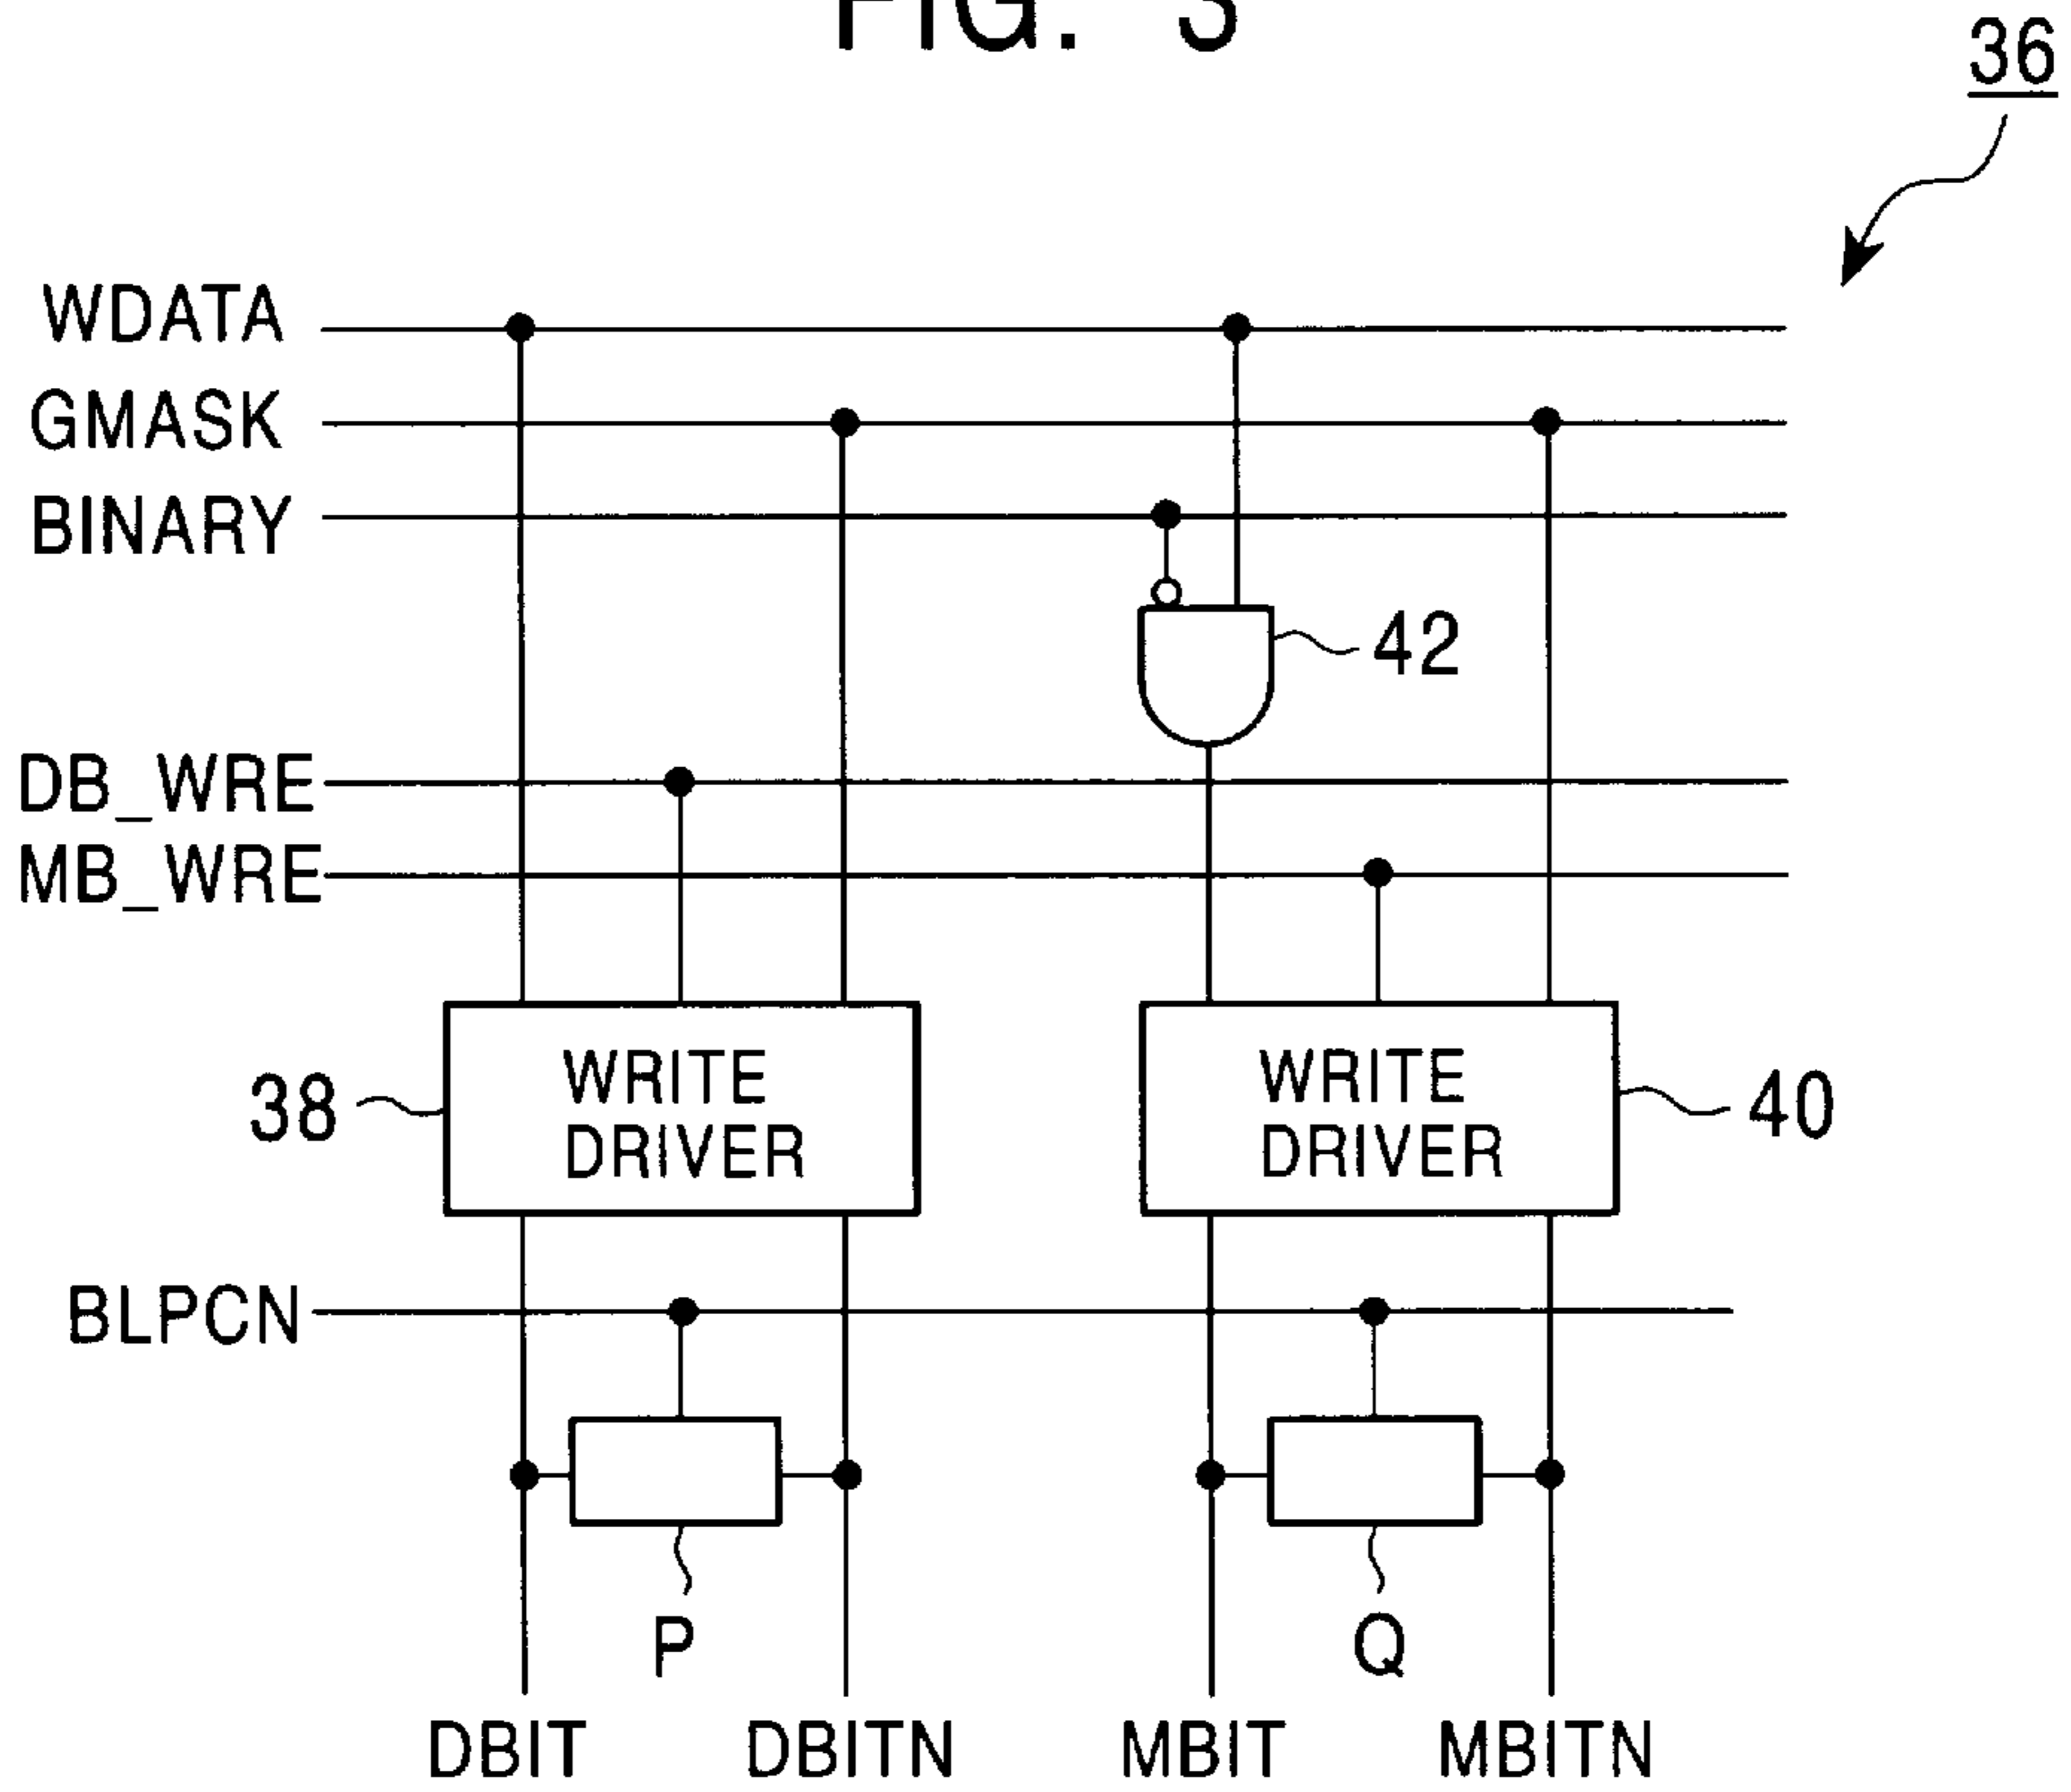 FIG. 3
36
WDATA
GMASK
BINARY
42
DB_WRE
MB_WRE
38
WRITE
DRIVER
WRITE
DRIVER
40
BLPCN
P
Q
DBIT
DBITN
MBIT
MBITN